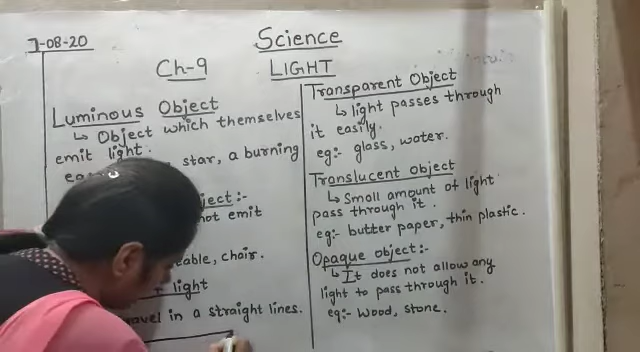 7-08-20
Science
Ch-9 LIGHT
Luminous Object
↳ Object which themselves
emit light.
star, a burning
not emit
chair.
light
in a straight lines.
Transparent Object
↳ light passes through
it easily.
eg:- glass, water.
Translucent object
↳ Small amount of light
pass through it.
eg:- butter paper, thin plastic.
Opaque object:-
↳ It does not allow any
light to pass through it.
eg:- Wood, stone.